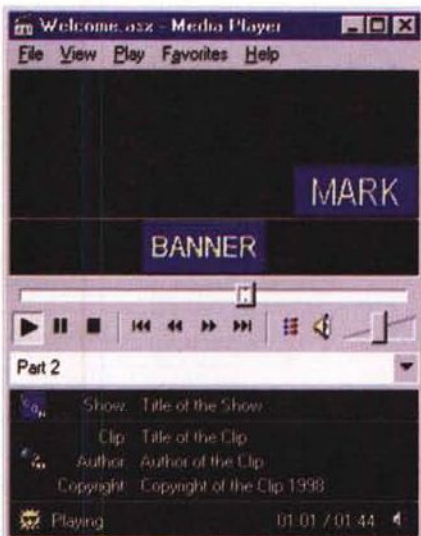 Welcome.asx - Media Player
File View Play Favorites Help
MARK
BANNER
Part 2
Show: Title of the Show
Clip: Title of the Clip
Author: Author of the Clip
Copyright: Copyright of the Clip 1998
Playing 01:01 / 01:44